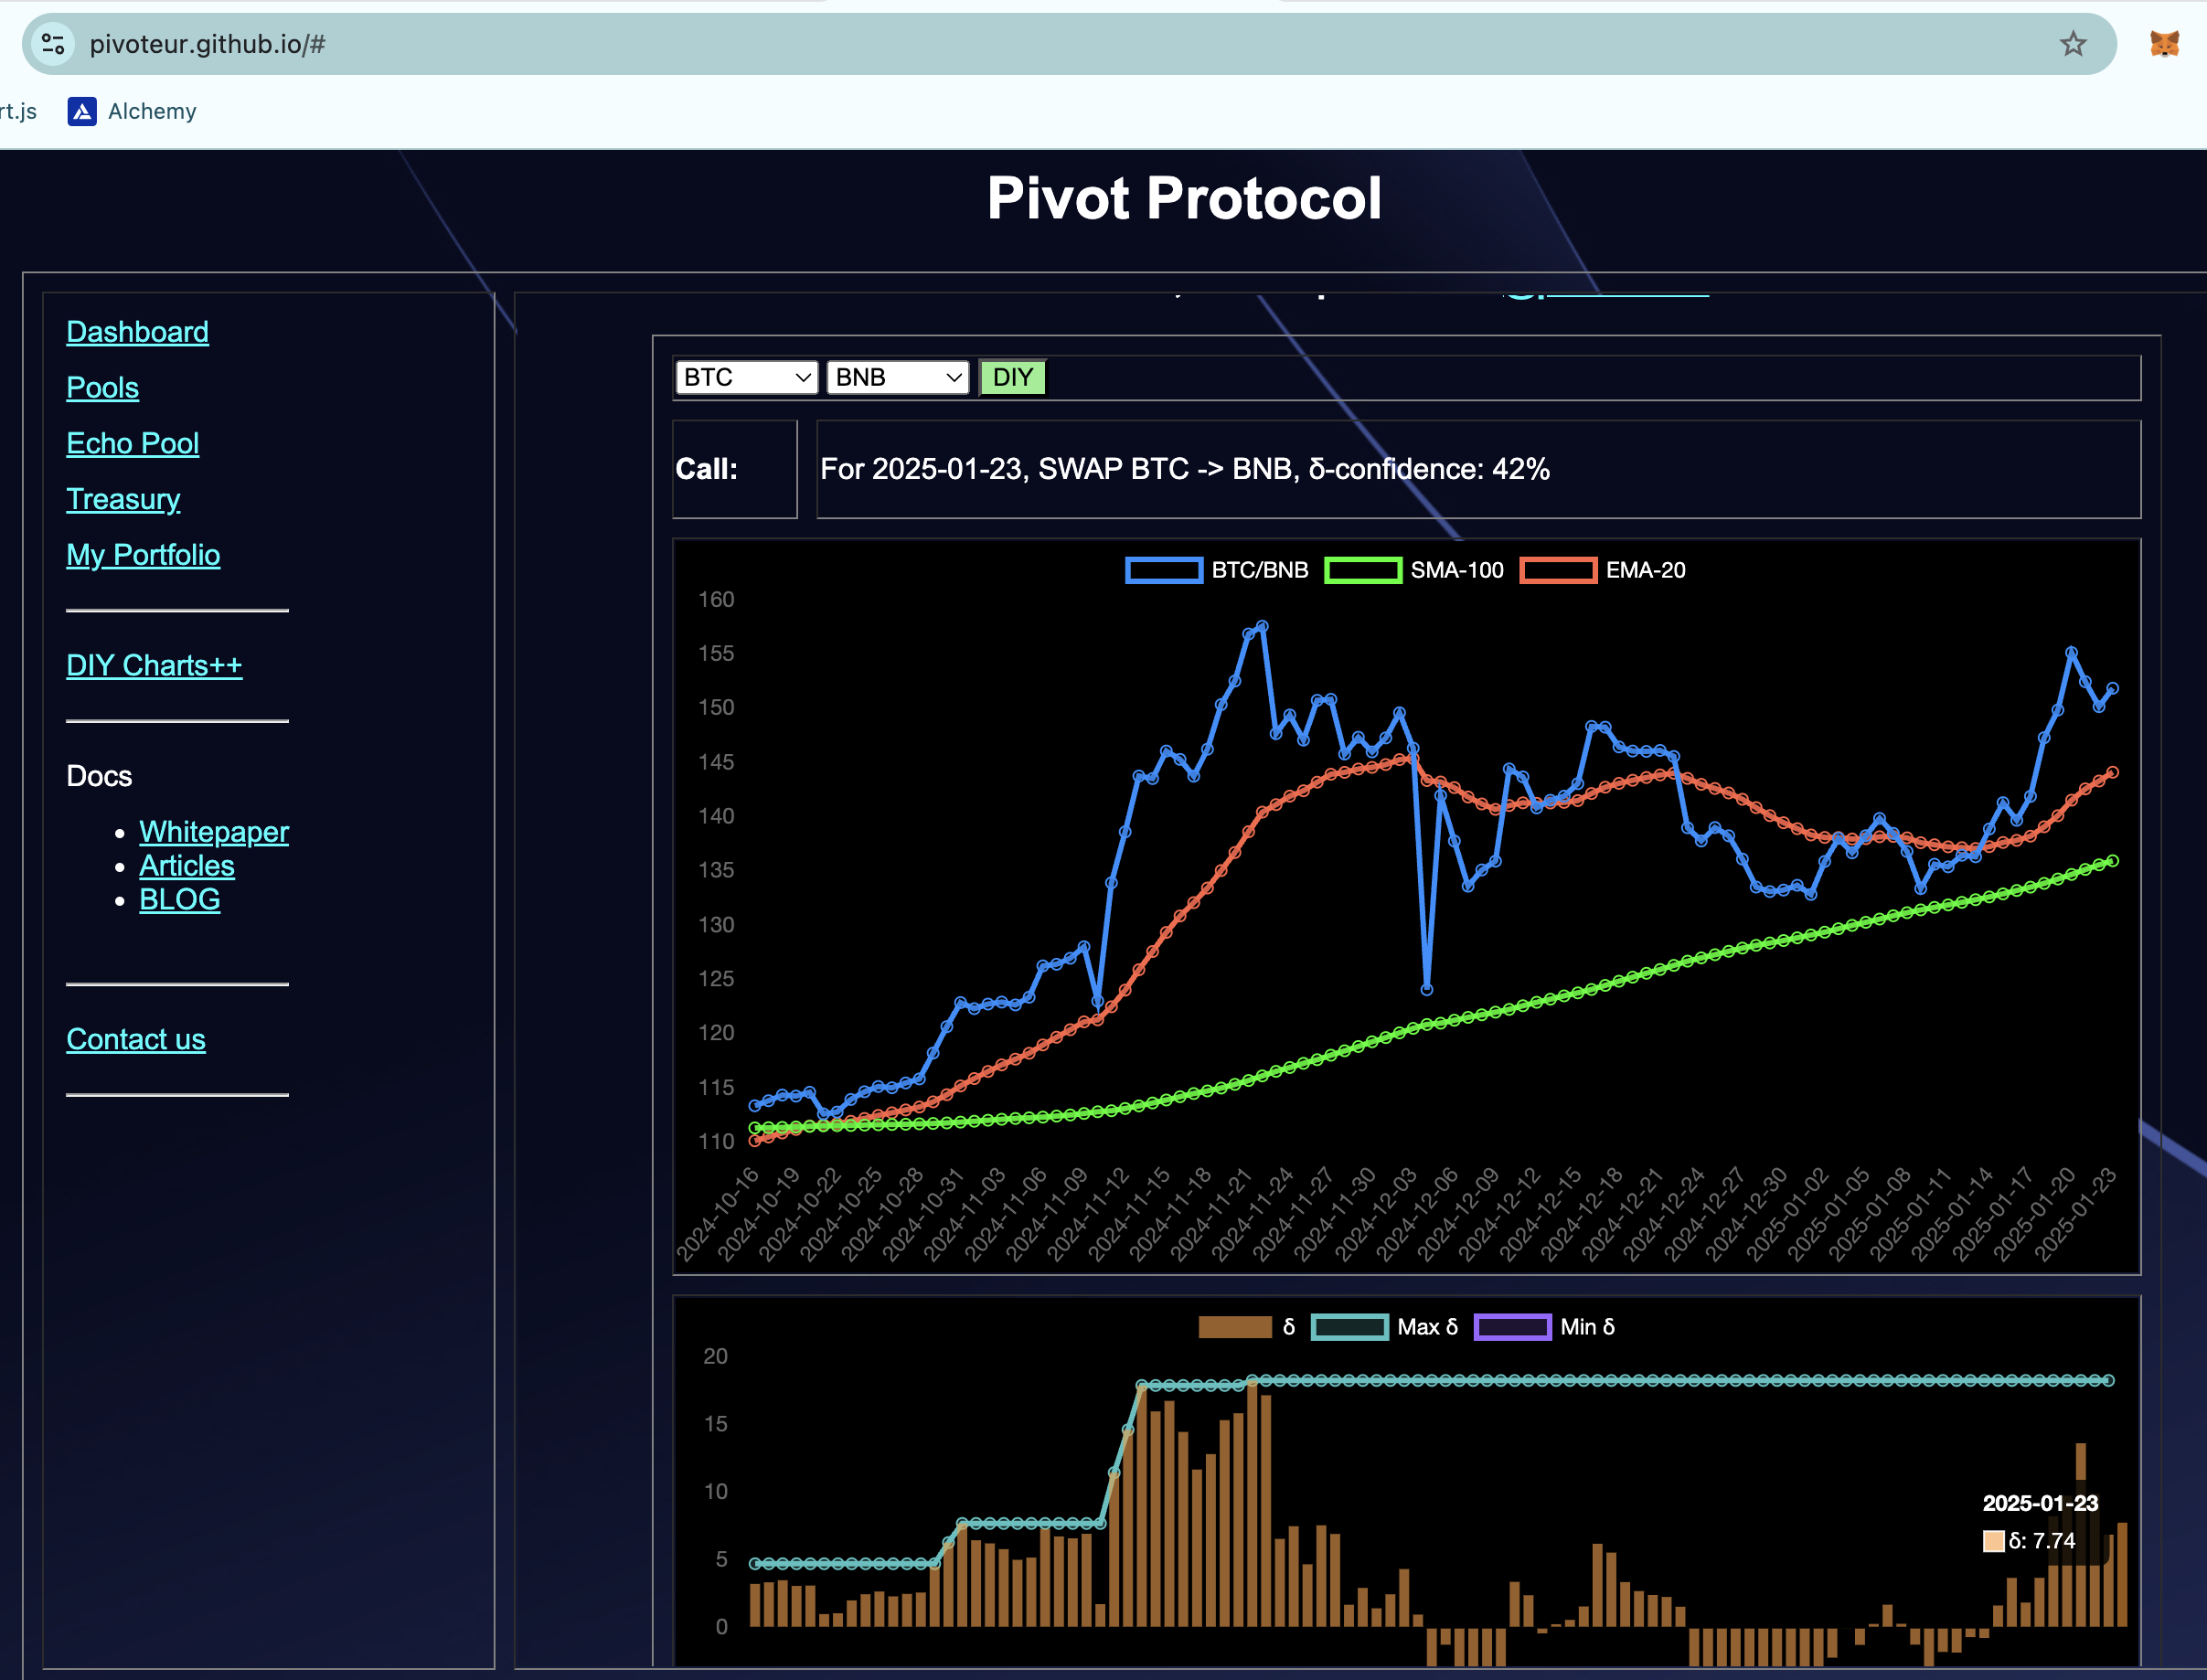 pivoteur.github.io/#
rt.js Alchemy
Pivot Protocol
Dashboard
Pools
Echo Pool
Treasury
My Portfolio
DIY Charts++
Docs
Whitepaper
Articles
BLOG
Contact us
BTC BNB DIY
Call: For 2025-01-23, SWAP BTC -> BNB, δ-confidence: 42%
BTC/BNB SMA-100 EMA-20
160
155
150
145
140
135
130
125
120
115
110
2024-10-16 2024-10-19 2024-10-22 2024-10-25 2024-10-28 2024-10-31 2024-11-03 2024-11-06 2024-11-09 2024-11-12 2024-11-15 2024-11-18 2024-11-21 2024-11-24 2024-11-27 2024-11-30 2024-12-03 2024-12-06 2024-12-09 2024-12-12 2024-12-15 2024-12-18 2024-12-21 2024-12-24 2024-12-27 2024-12-30 2025-01-02 2025-01-05 2025-01-08 2025-01-11 2025-01-14 2025-01-17 2025-01-20 2025-01-23
δ Max δ Min δ
20
15
10
5
0
2025-01-23
δ: 7.74